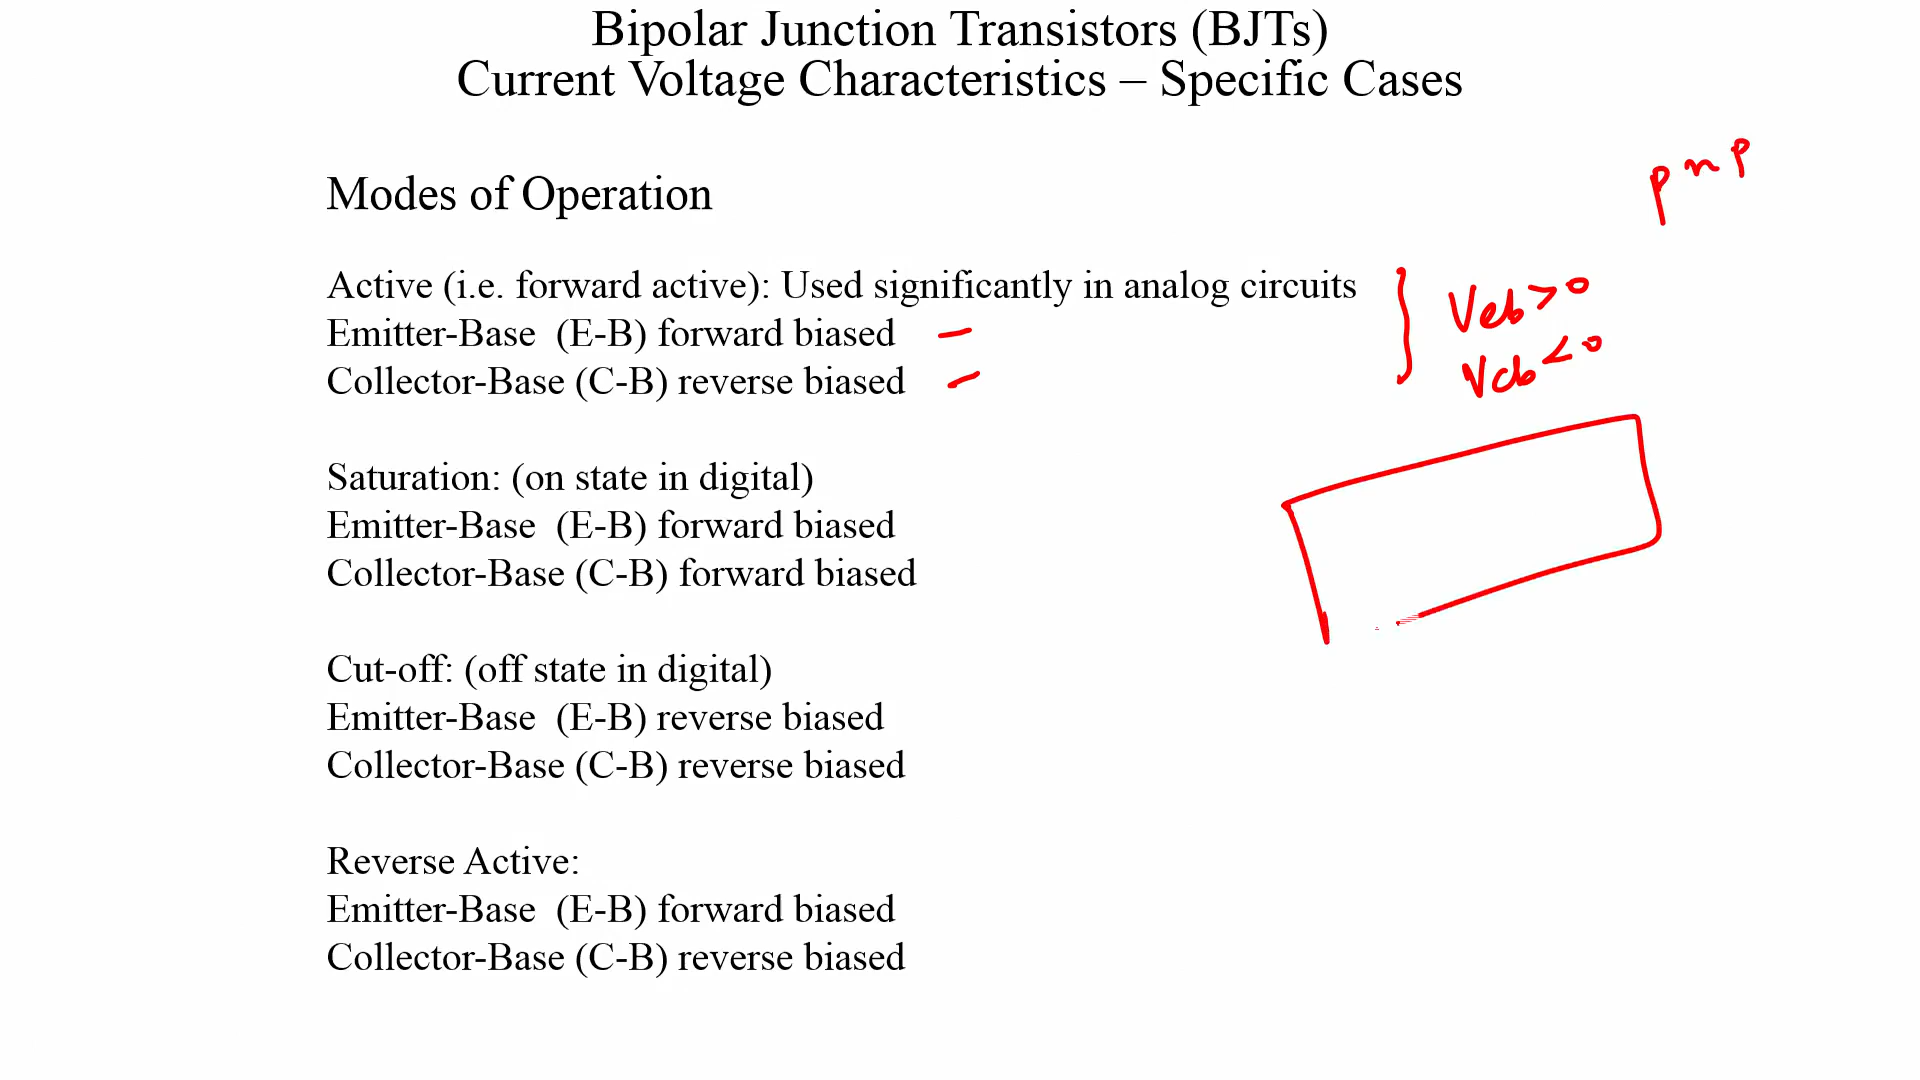 Bipolar Junction Transistors (BJTs)
Current Voltage Characteristics – Specific Cases
pnp
Modes of Operation
Active (i.e. forward active): Used significantly in analog circuits
Veb>0
Emitter-Base (E-B) forward biased –
Vcb<0
Collector-Base (C-B) reverse biased –
Saturation: (on state in digital)
Emitter-Base (E-B) forward biased
Collector-Base (C-B) forward biased
Cut-off: (off state in digital)
Emitter-Base (E-B) reverse biased
Collector-Base (C-B) reverse biased
Reverse Active:
Emitter-Base (E-B) forward biased
Collector-Base (C-B) reverse biased